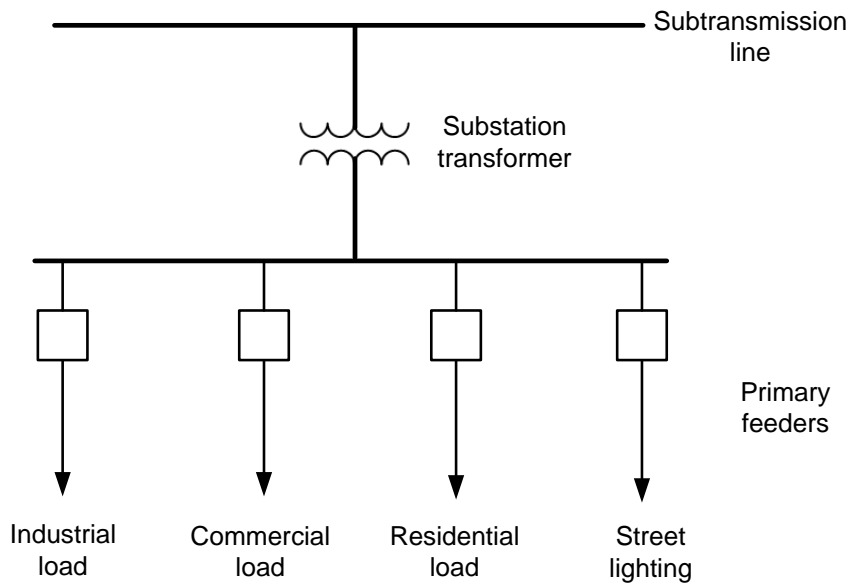 Subtransmission
line
Substation
transformer
Primary
feeders
Industrial
load
Commercial
load
Residential
load
Street
lighting